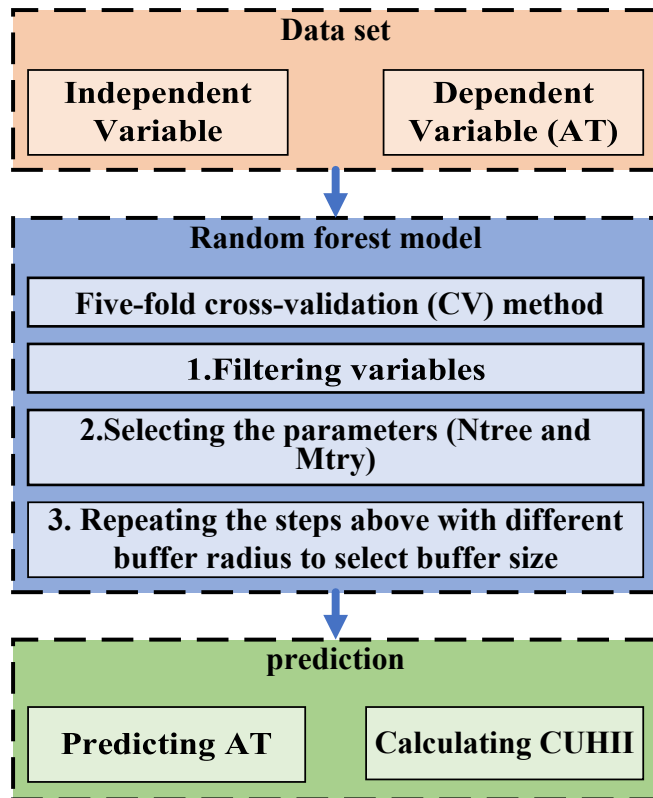 Data set
Independent
Variable
Dependent
Variable (AT)
Random forest model
Five-fold cross-validation (CV) method
1.Filtering variables
2.Selecting the parameters (Ntree and
Mtry)
3. Repeating the steps above with different
buffer radius to select buffer size
prediction
Predicting AT
Calculating CUHII